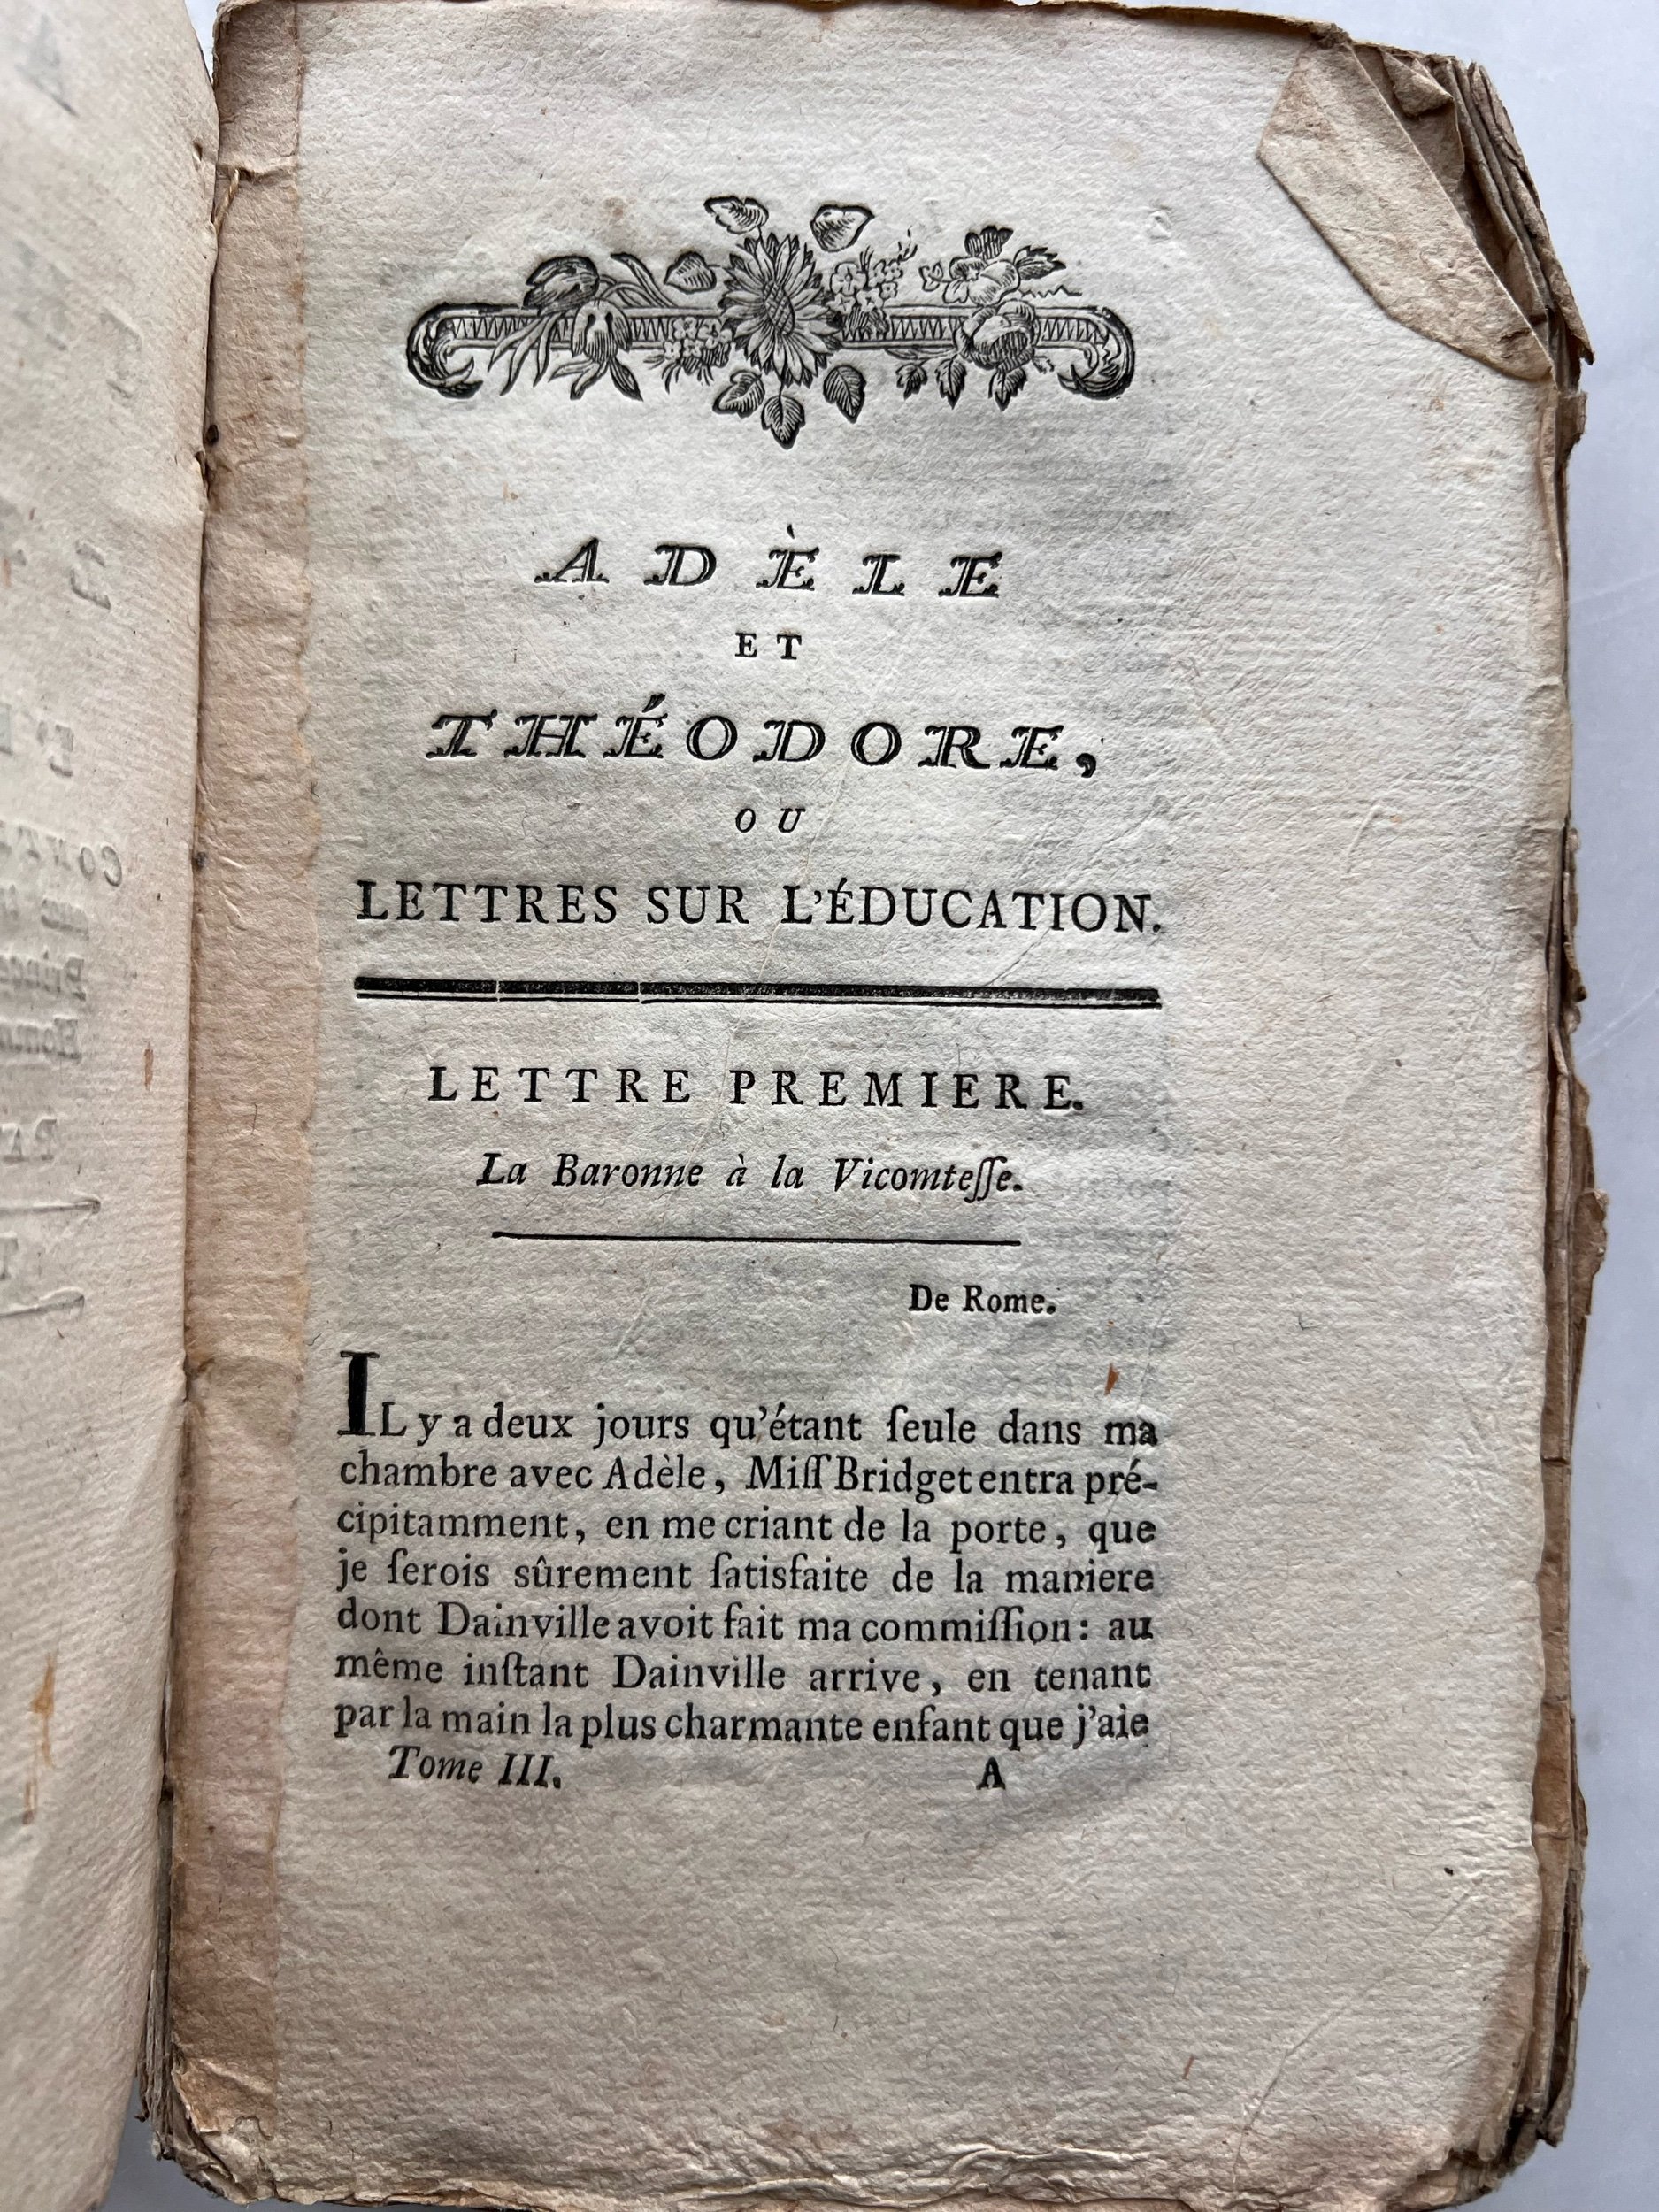 ADÈLE
ET
THÉODORE,
OU
LETTRES SUR L'ÉDUCATION.
LETTRE PREMIERE.
La Baronne à la Vicomteſſe.
De Rome.
IL y a deux jours qu'étant ſeule dans ma
chambre avec Adèle, Miſſ Bridget entra pré-
cipitamment, en me criant de la porte, que
je ſerois sûrement ſatisfaite de la maniere
dont Dainville avoit fait ma commiſſion : au
même inſtant Dainville arrive, en tenant
par la main la plus charmante enfant que j'aie
Tome III. A